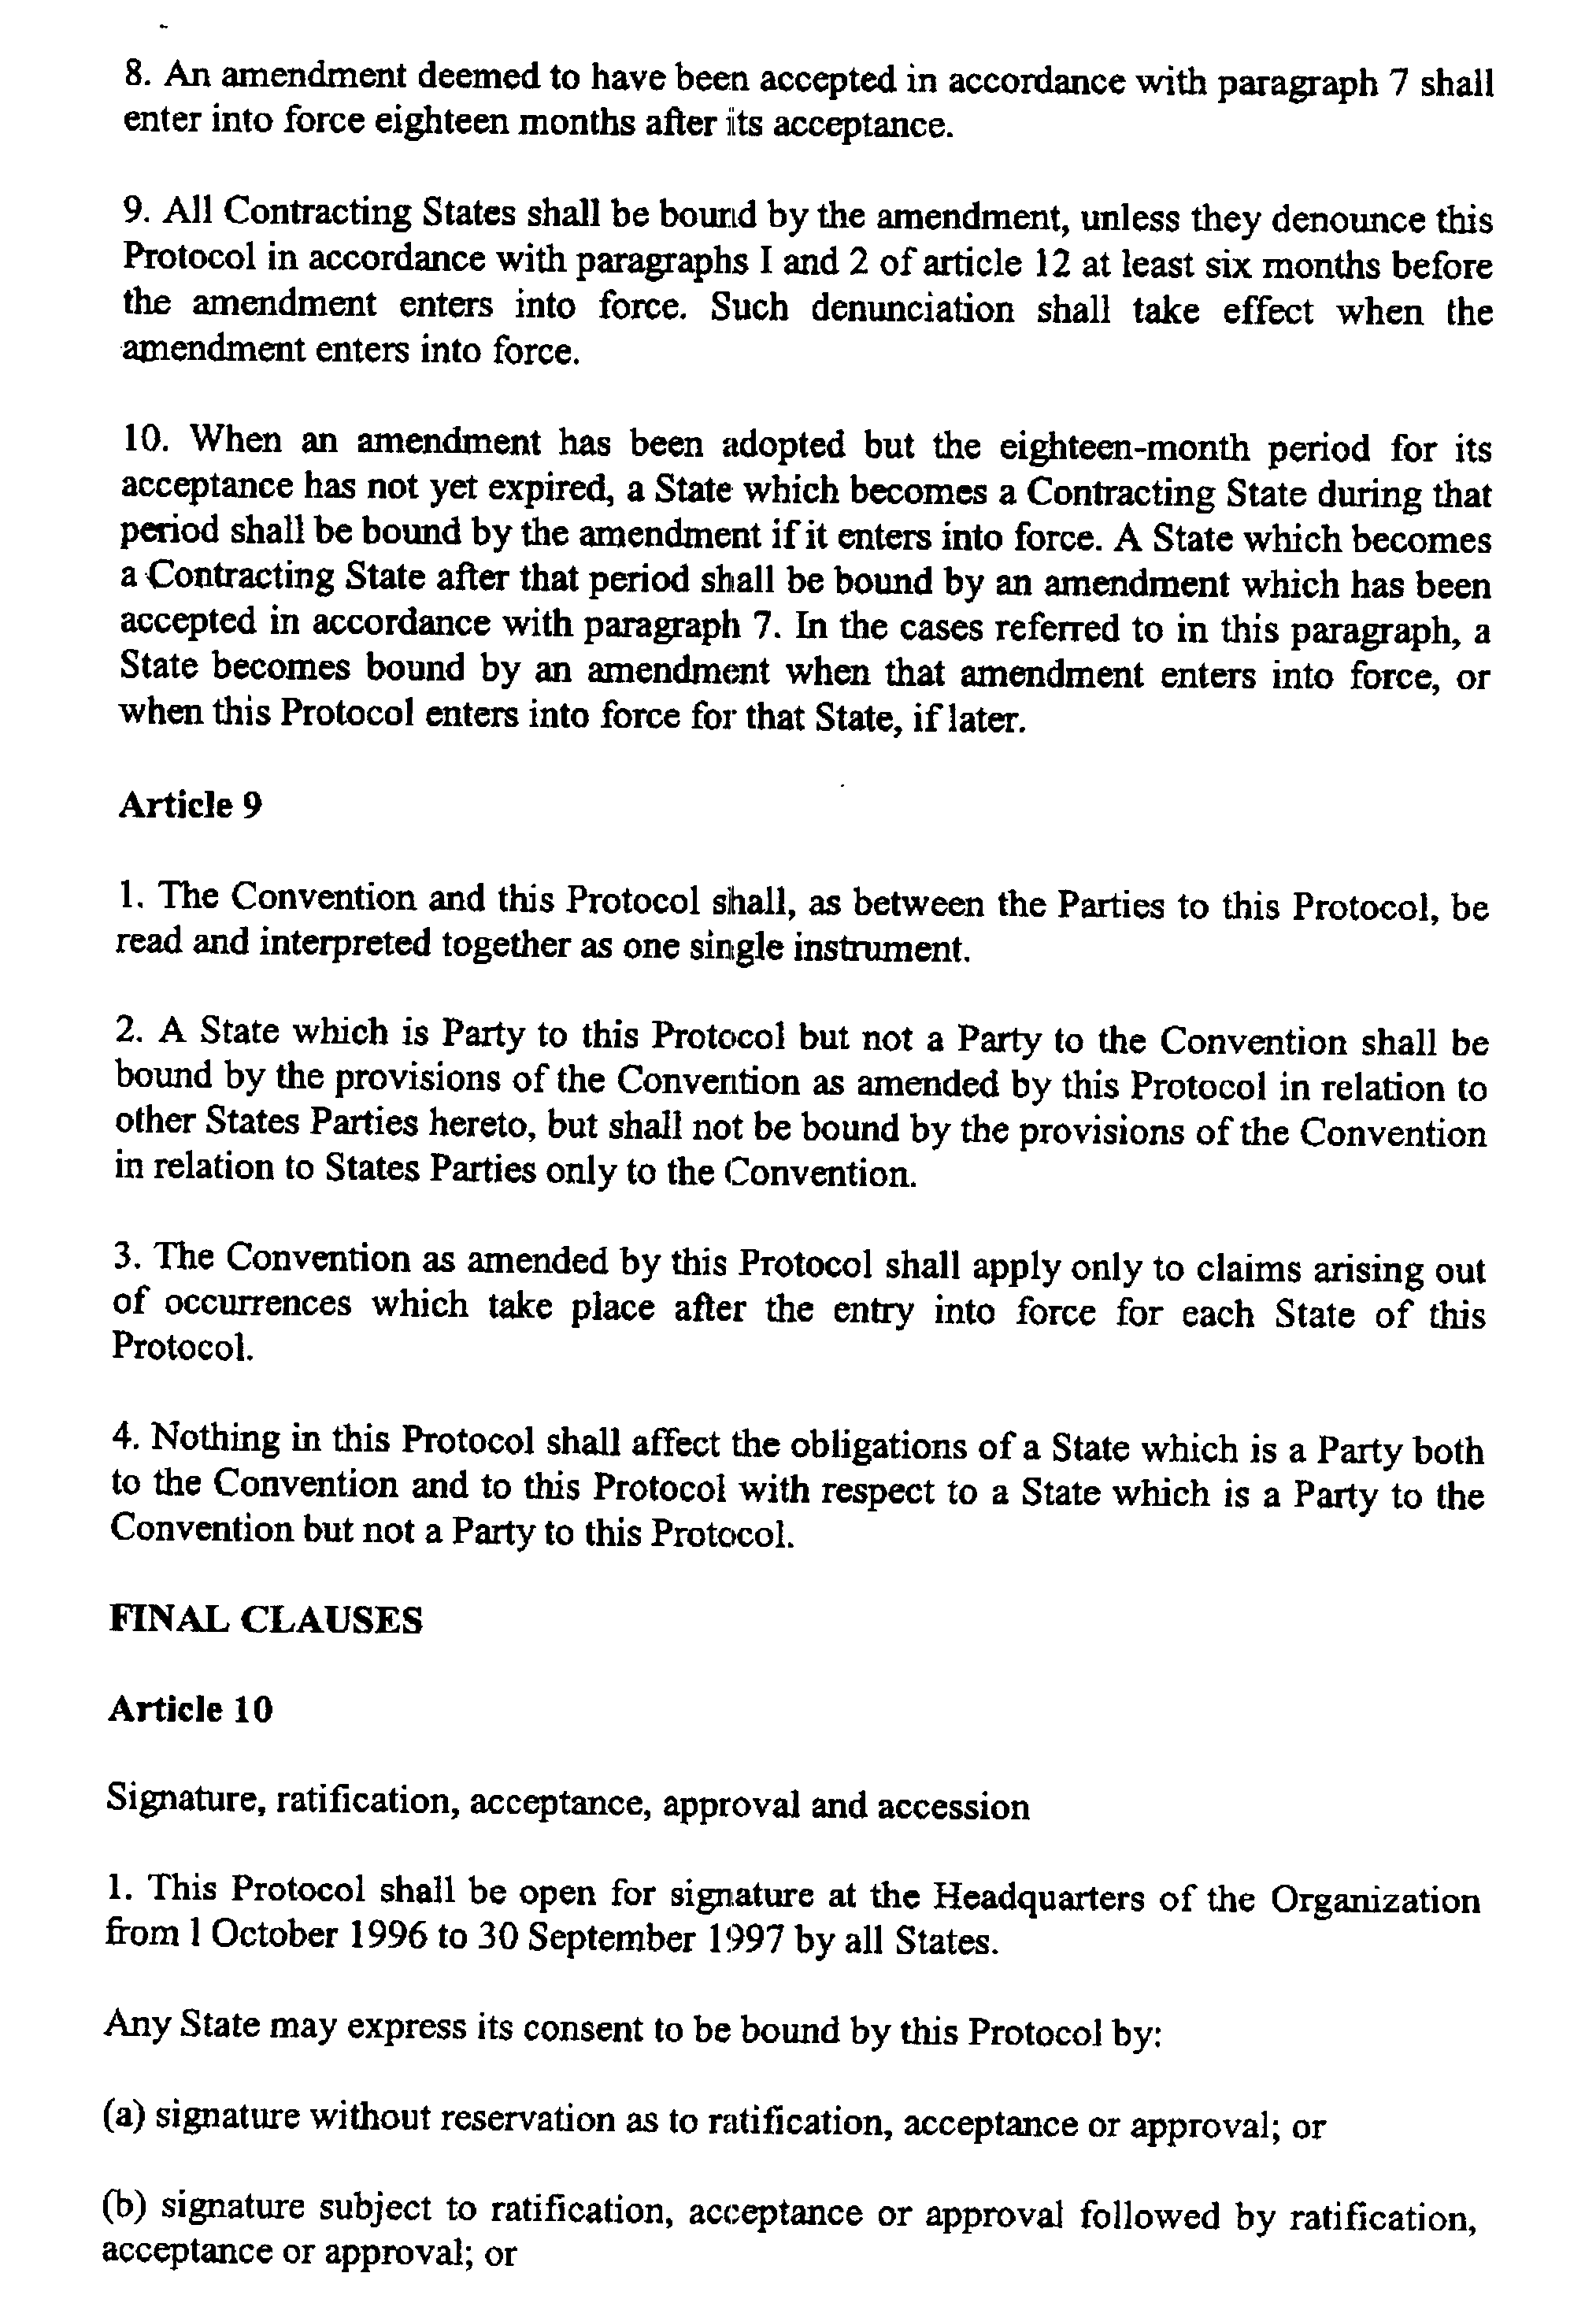 8. An amendment deemed to have been accepted in accordance with paragraph 7 shall
enter into force eighteen months after its acceptance.
9. All Contracting States shall be bound by the amendment, unless they denounce this
Protocol in accordance with paragraphs I and 2 of article 12 at least six months before
the amendment enters into force. Such denunciation shall take effect when the
amendment enters into force.
10. When an amendment has been adopted but the eighteen-month period for its
acceptance has not yet expired, a State which becomes a Contracting State during that
period shall be bound by the amendment if it enters into force. A State which becomes
a Contracting State after that period shall be bound by an amendment which has been
accepted in accordance with paragraph 7. In the cases referred to in this paragraph, a
State becomes bound by an amendment when that amendment enters into force, or
when this Protocol enters into force for that State, if later.
Article 9
1. The Convention and this Protocol shall, as between the Parties to this Protocol, be
read and interpreted together as one single instrument.
2. A State which is Party to this Protocol but not a Party to the Convention shall be
bound by the provisions of the Convention as amended by this Protocol in relation to
other States Parties hereto, but shall not be bound by the provisions of the Convention
in relation to States Parties only to the Convention.
3. The Convention as amended by this Protocol shall apply only to claims arising out
of occurrences which take place after the entry into force for each State of this
Protocol.
4. Nothing in this Protocol shall affect the obligations of a State which is a Party both
to the Convention and to this Protocol with respect to a State which is a Party to the
Convention but not a Party to this Protocol.
FINAL CLAUSES
Article 10
Signature, ratification, acceptance, approval and accession
1. This Protocol shall be open for signature at the Headquarters of the Organization
from 1 October 1996 to 30 September 1997 by all States.
Any State may express its consent to be bound by this Protocol by:
(a) signature without reservation as to ratification, acceptance or approval; or
(b) signature subject to ratification, acceptance or approval followed by ratification,
acceptance or approval; or